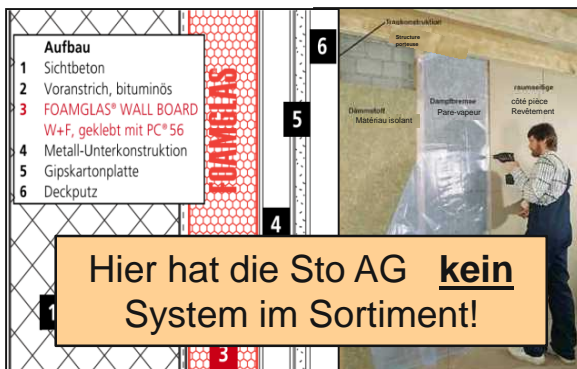 Aufbau
1 Sichtbeton
2 Voranstrich, bituminös
3 FOAMGLAS® WALL BOARD
W+F, geklebt mit PC® 56
4 Metall-Unterkonstruktion
5 Gipskartonplatte
6 Deckputz
FOAMGLAS
6
5
4
1
3
Tragkonstruktion
Structure
porteuse
Dämmstoff
Matériau isolant
Dampfbremse
Pare-vapeur
raumseitige
côté pièce
Revêtement
Hier hat die Sto AG kein
System im Sortiment!